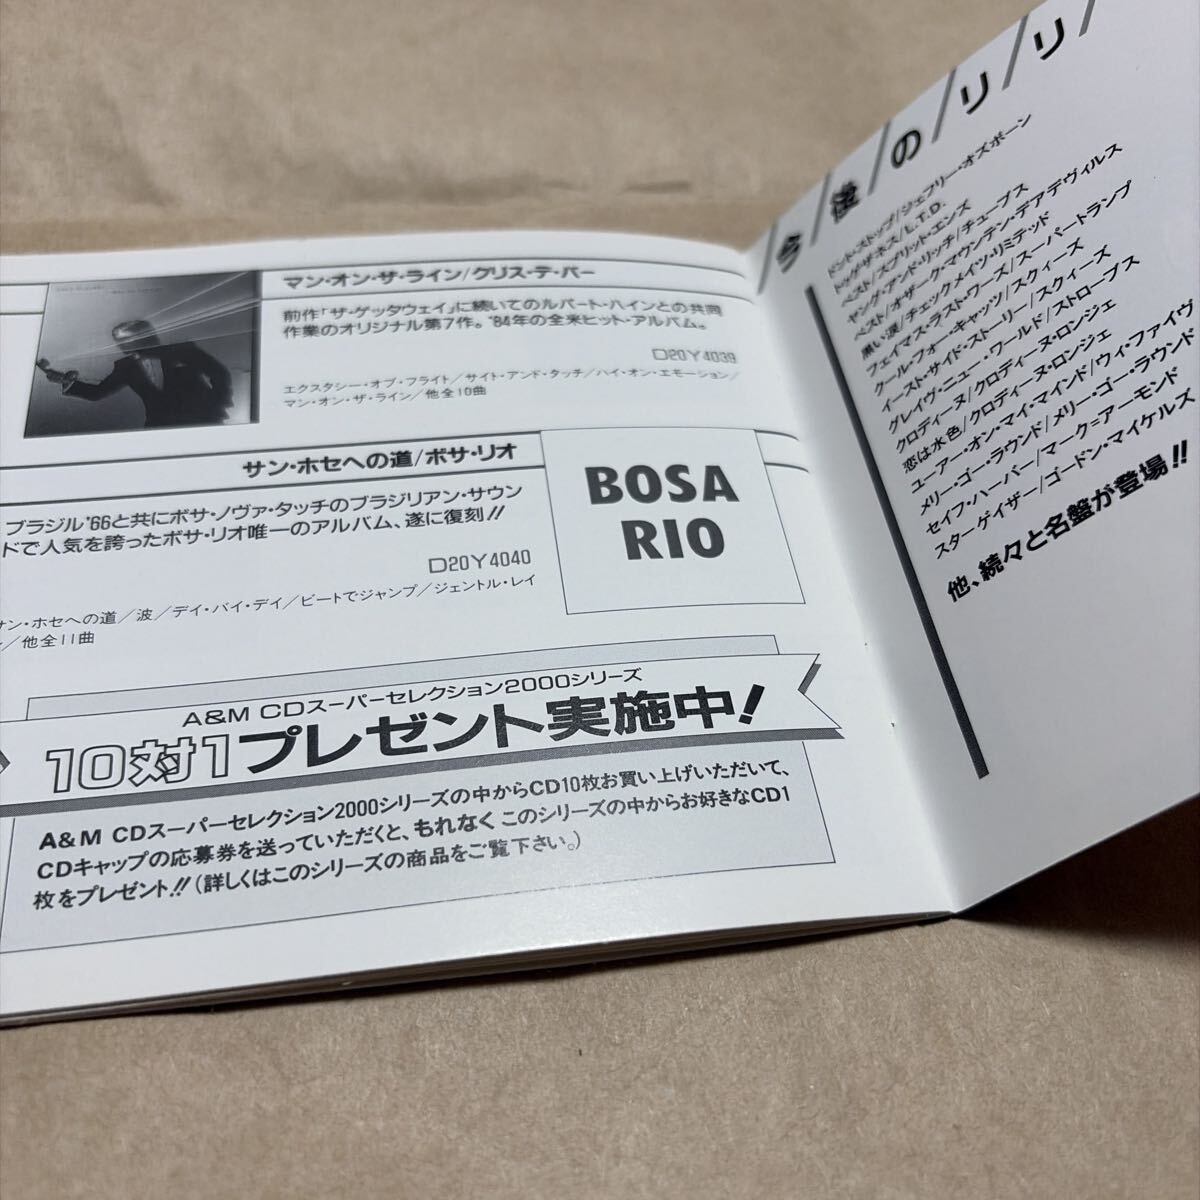 マン・オン・サ・ライン/クリス・デ・バー
前作「ザ・ゲッタウェイ」に続いてのルパート・ハインとの共同
作業のオリジナル第7作。'84年の全米ヒット・アルバム。
D20Y4039
エクスタシー・オブ・フライト/サイト・アンド・タッチ/ハイ・オン・エモーション/
マン・オン・ザ・ライン/他全10曲
サン・ホセへの道/ボサ・リオ
ブラジル'66と共にボサ・ノヴァ・タッチのブラジリアン・サウン
ドで人気を誇ったボサ・リオ唯一のアルバム、遂に復刻!!
D20Y4040
サン・ホセへの道/波/デイ・バイ・デイ/ビートでジャンプ/ジェントル・レイ
ン/他全11曲
BOSA
RIO
A&M CDスーパーセレクション2000シリーズ
10対1プレゼント実施中!
A&M CDスーパーセレクション2000シリーズの中からCD10枚お買い上げいただいて、
CDキャップの応募券を送っていただくと、もれなくこのシリーズの中からお好きなCD1
枚をプレゼント!!(詳しくはこのシリーズの商品をご覧下さい。)
今/後/の/リ/リ/
ドント・ストップ/ジェフリー・オズボーン
トゥゲザネス/L.T.D.
ベスト/スプリット・エンズ
ヤング・アンド・リッチ/チューブス
ベスト/オザーク・マウンテン・デアデヴィルス
黒い涙/チェックメイツ・リミテッド
フェイマス・ラスト・ワーズ/スーパートランプ
クール・フォー・キャッツ/スクィーズ
イースト・サイド・ストーリー/スクィーズ
グレイヴ・ニュー・ワールド/ストローブス
クロディーヌ/クロディーヌ・ロンジェ
恋は水色/クロディーヌ・ロンジェ
ユーアー・オン・マイ・マインド/ウィ・ファイヴ
メリー・ゴー・ラウンド/メリー・ゴー・ラウンド
セイフ・ハーバー/マーク=アーモンド
スターゲイザー/ゴードン・マイケルズ
他、続々と名盤が登場!!